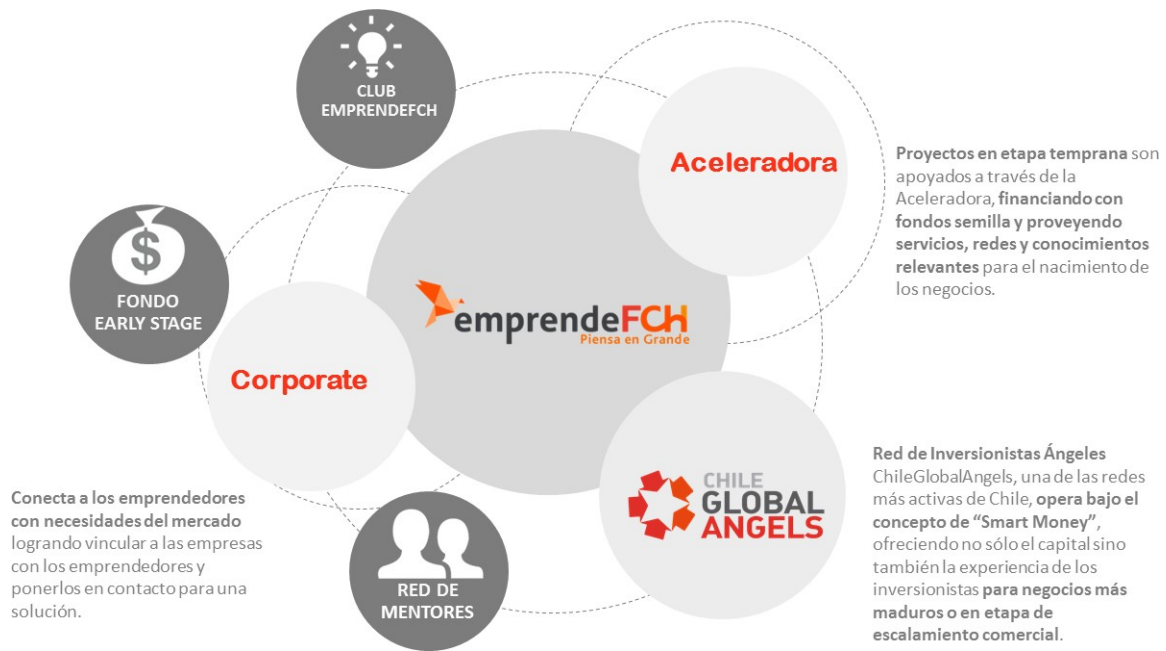 CLUB
EMPRENDEFCH
Aceleradora
Proyectos en etapa temprana son
apoyados a través de la
Aceleradora, financiando con
fondos semilla y proveyendo
servicios, redes y conocimientos
relevantes para el nacimiento de
los negocios.
$
FONDO
EARLY STAGE
emprendeFCH
Piensa en Grande
Corporate
CHILE
GLOBAL
ANGELS
Red de Inversionistas Ángeles
ChileGlobalAngels, una de las redes
más activas de Chile, opera bajo el
concepto de “Smart Money”,
ofreciendo no sólo el capital sino
también la experiencia de los
inversionistas para negocios más
maduros o en etapa de
escalamiento comercial.
Conecta a los emprendedores
con necesidades del mercado
logrando vincular a las empresas
con los emprendedores y
ponerlos en contacto para una
solución.
RED DE
MENTORES